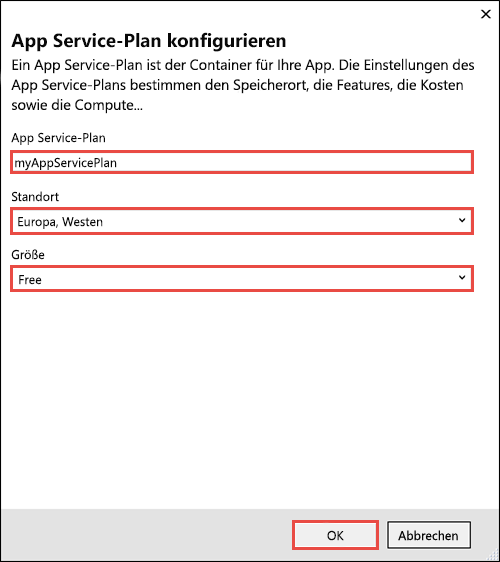 App Service-Plan konfigurieren
Ein App Service-Plan ist der Container für Ihre App. Die Einstellungen des
App Service-Plans bestimmen den Speicherort, die Features, die Kosten
sowie die Compute...
App Service-Plan
myAppServicePlan
Standort
Europa, Westen
Größe
Free
OK
Abbrechen